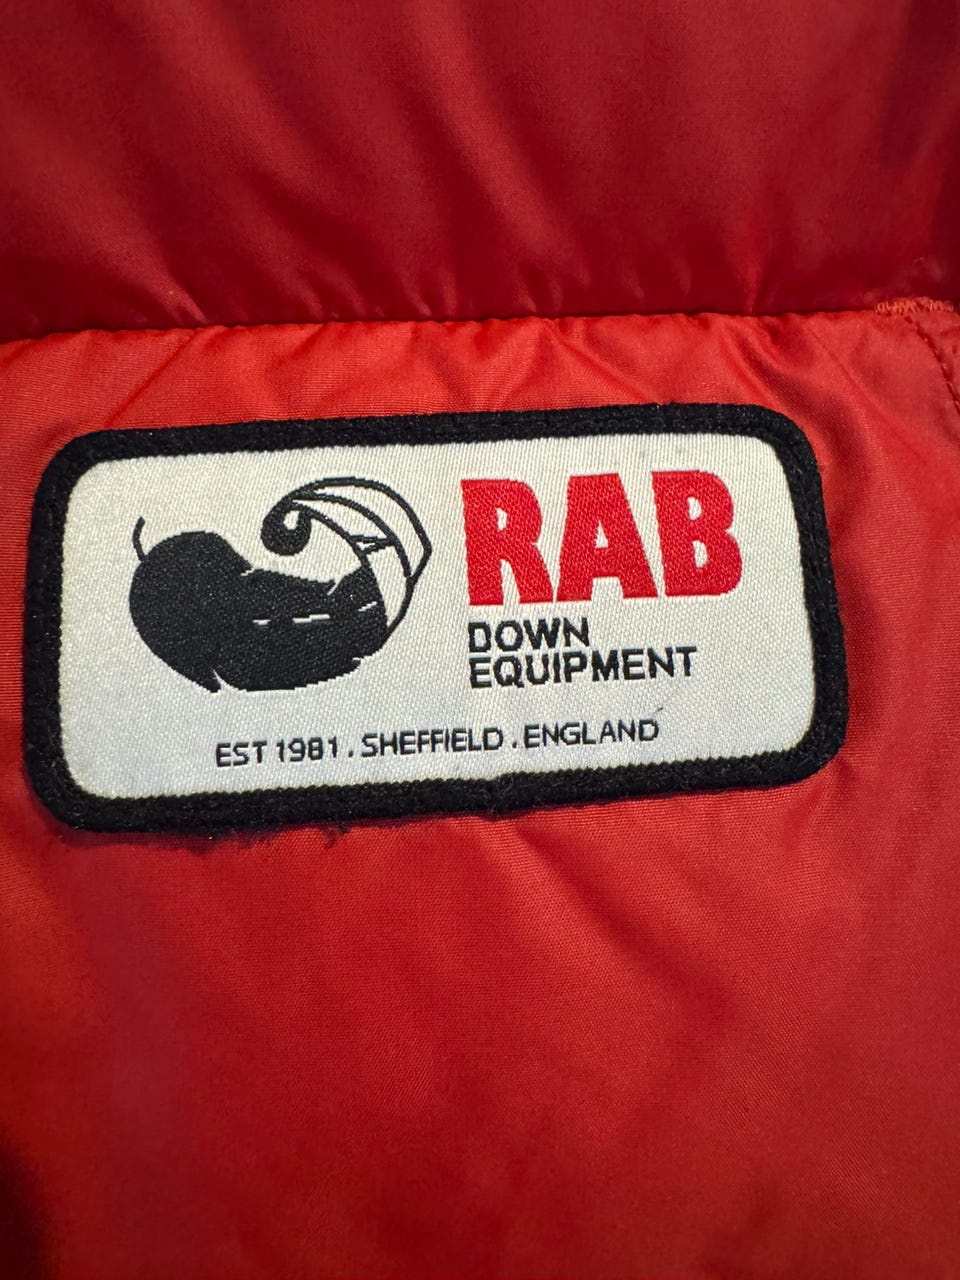 RAB
DOWN
EQUIPMENT
EST 1981 . SHEFFIELD . ENGLAND